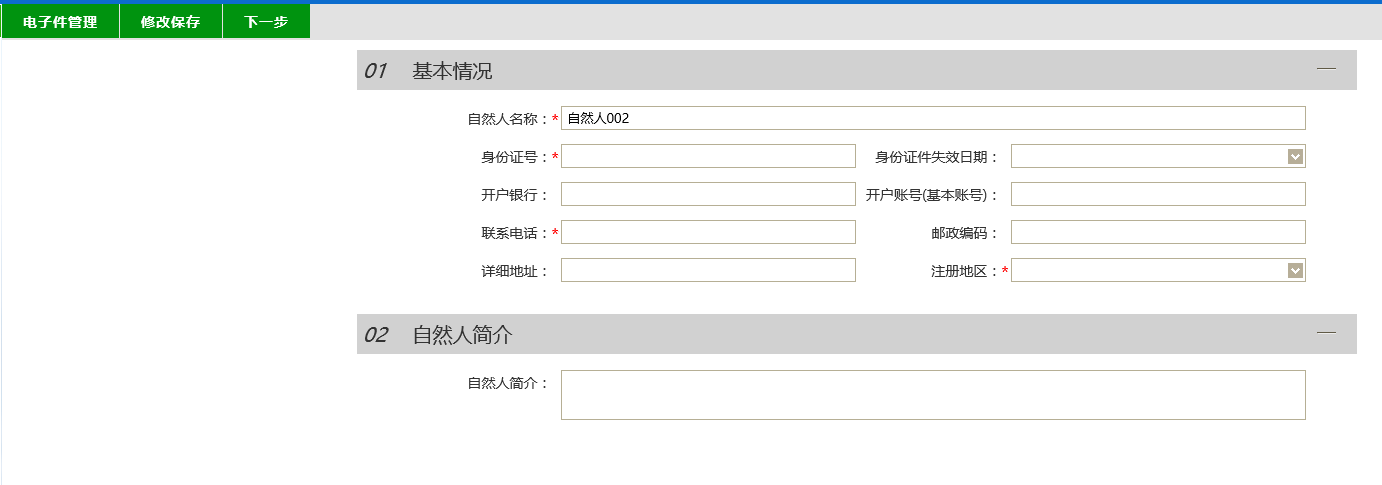 电子件管理 修改保存 下一步
01 基本情况
自然人名称：* 自然人002
身份证号：* 身份证件失效日期：
开户银行： 开户账号(基本账号)：
联系电话：* 邮政编码：
详细地址： 注册地区：*
02 自然人简介
自然人简介：